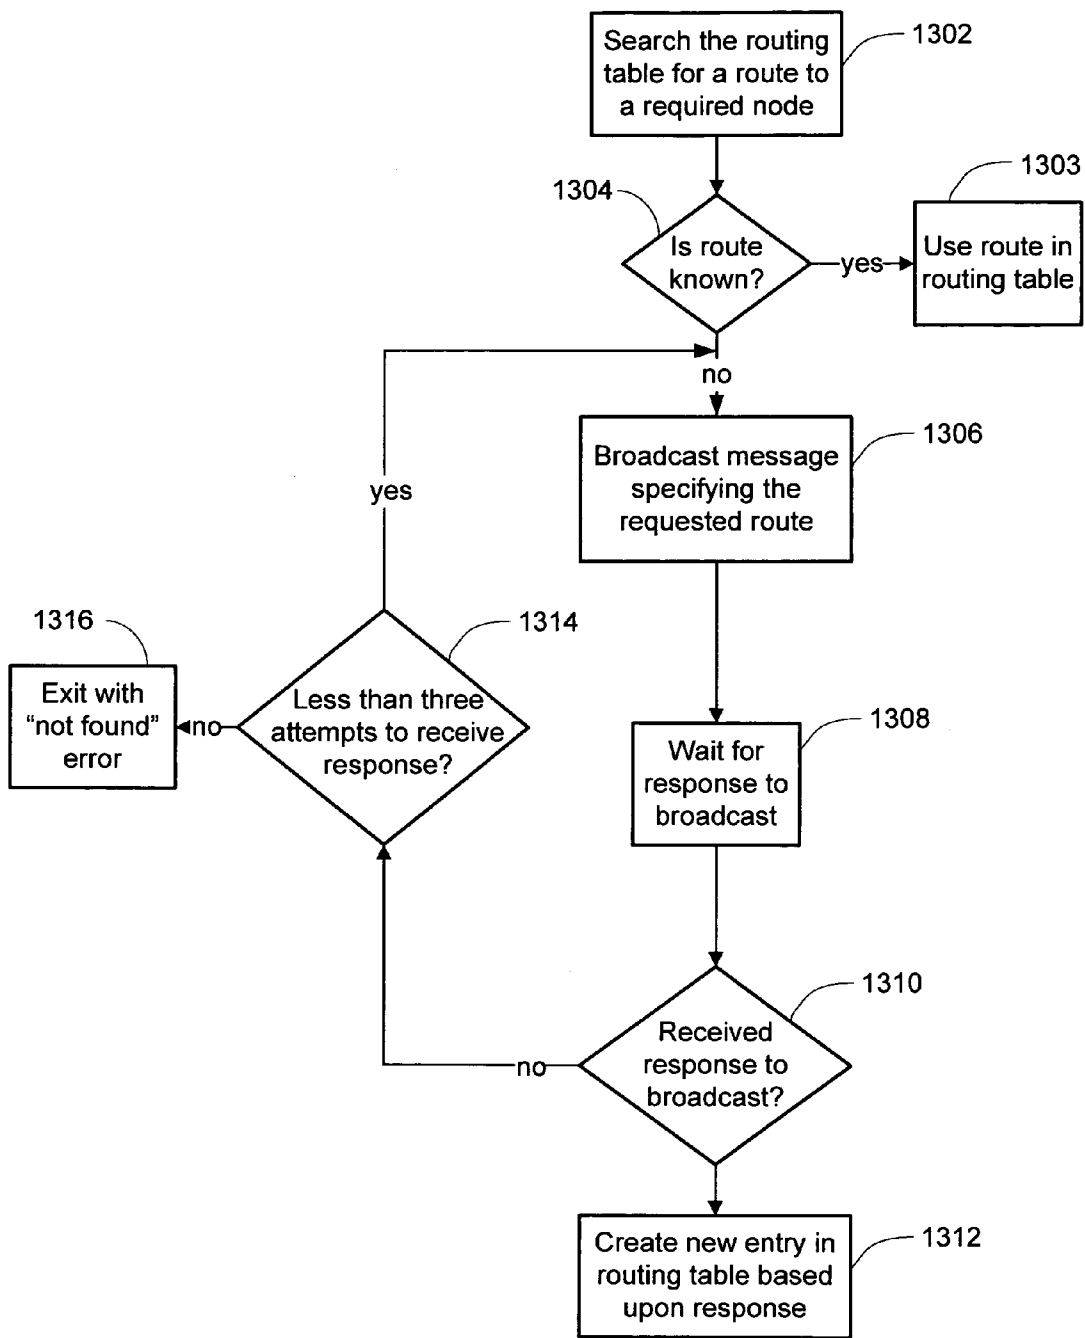 Search the routing
table for a route to
a required node
1302
1304
1303
Is route
known?
yes
Use route in
routing table
no
1306
Broadcast message
specifying the
requested route
yes
1316
1314
Exit with
“not found”
error
no
Less than three
attempts to receive
response?
1308
Wait for
response to
broadcast
1310
Received
response to
broadcast?
no
1312
Create new entry in
routing table based
upon response